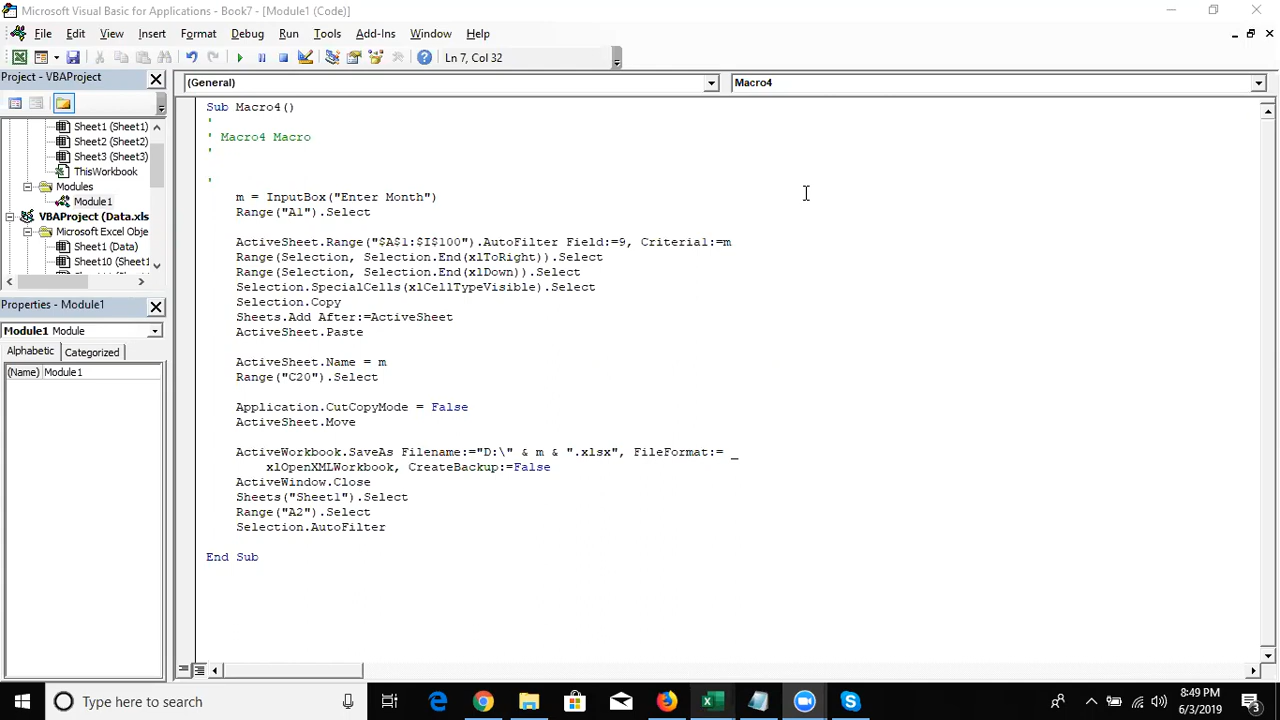 Microsoft Visual Basic for Applications - Book7 - [Module1 (Code)]
File Edit View Insert Format Debug Run Tools Add-Ins Window Help
Ln 7, Col 32
Project - VBAProject
Sheet1 (Sheet1)
Sheet2 (Sheet2)
Sheet3 (Sheet3)
ThisWorkbook
Modules
Module1
VBAProject (Data.xls
Microsoft Excel Obje
Sheet1 (Data)
Sheet10 (Sheet11)
Properties - Module1
Module1 Module
Alphabetic Categorized
(Name) Module1
(General) Macro4
Sub Macro4()
'
' Macro4 Macro
'
'
m = InputBox("Enter Month")
Range("A1").Select
ActiveSheet.Range("$A$1:$I$100").AutoFilter Field:=9, Criteria1:=m
Range(Selection, Selection.End(xlToRight)).Select
Range(Selection, Selection.End(xlDown)).Select
Selection.SpecialCells(xlCellTypeVisible).Select
Selection.Copy
Sheets.Add After:=ActiveSheet
ActiveSheet.Paste
ActiveSheet.Name = m
Range("C20").Select
Application.CutCopyMode = False
ActiveSheet.Move
ActiveWorkbook.SaveAs Filename:="D:\" & m & ".xlsx", FileFormat:= _
xlOpenXMLWorkbook, CreateBackup:=False
ActiveWindow.Close
Sheets("Sheet1").Select
Range("A2").Select
Selection.AutoFilter
End Sub
Type here to search
8:49 PM
6/3/2019
3